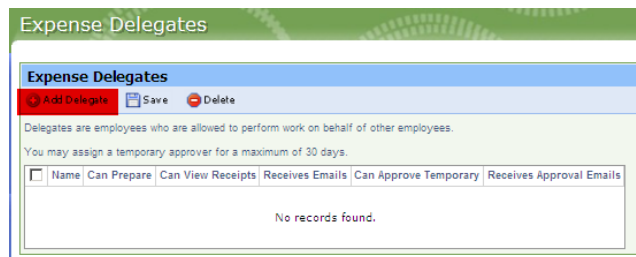 Expense Delegates
Expense Delegates
Add Delegate Save Delete
Delegates are employees who are allowed to perform work on behalf of other employees.
You may assign a temporary approver for a maximum of 30 days.
Name Can Prepare Can View Receipts Receives Emails Can Approve Temporary Receives Approval Emails
No records found.